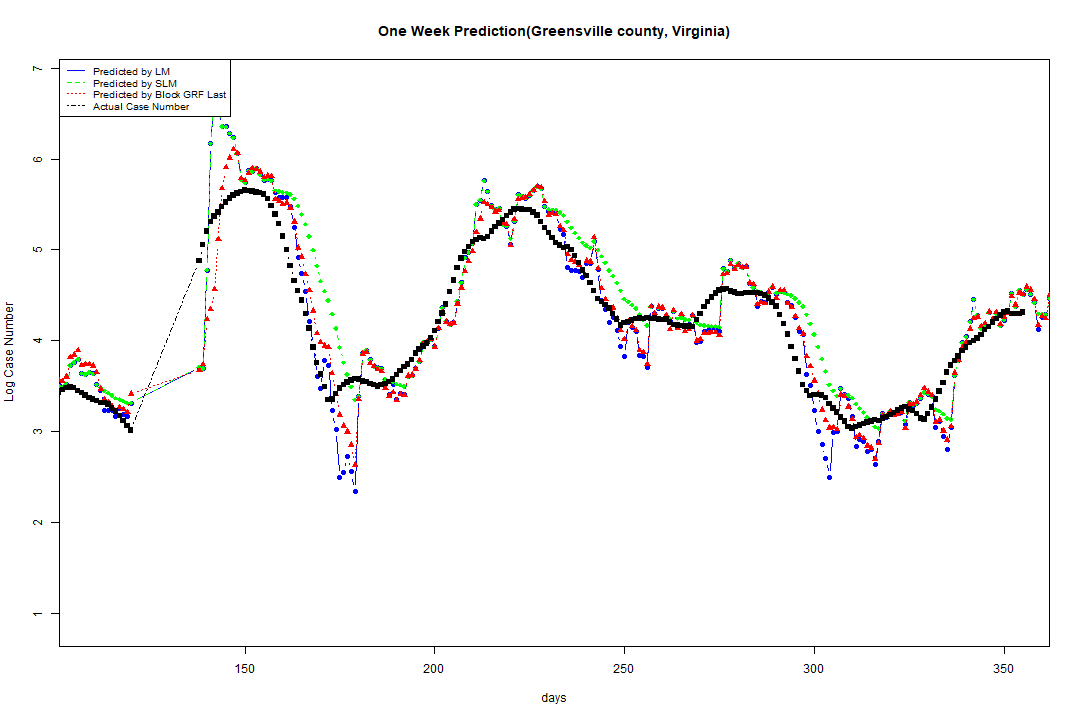 One Week Prediction(Greensville county, Virginia)
Predicted by LM
Predicted by SLM
Predicted by Block GRF Last
Actual Case Number
Log Case Number
7
6
5
4
3
2
1
150 200 250 300 350
days